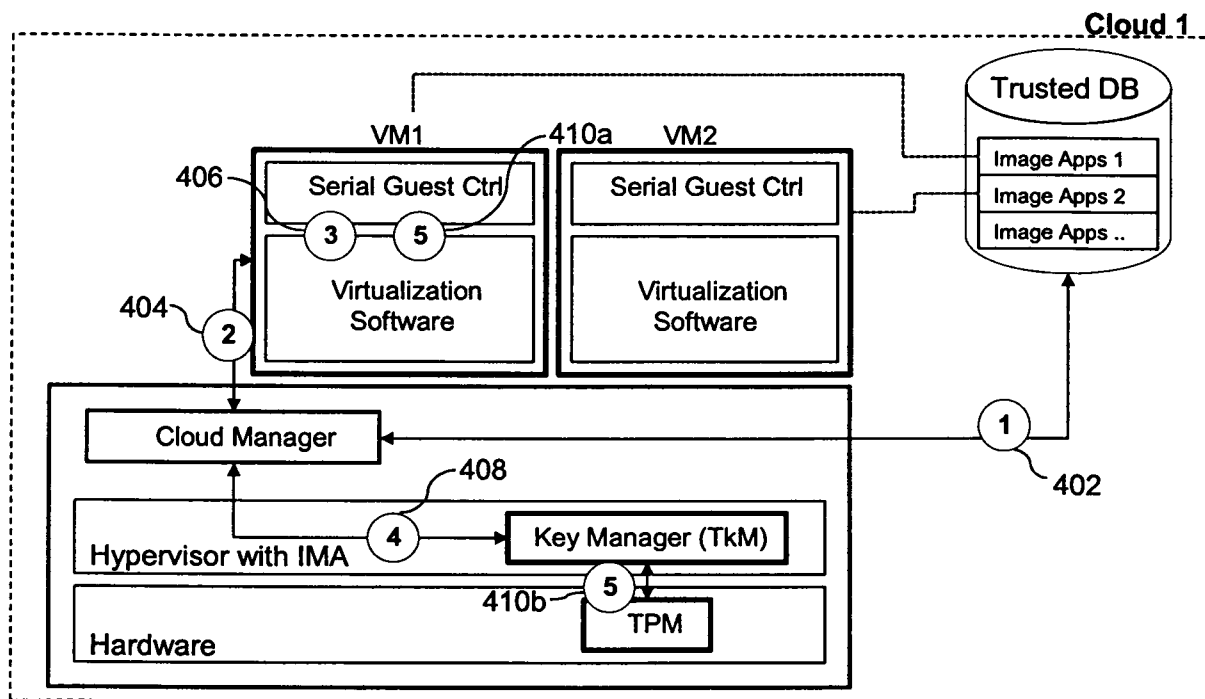 Cloud 1
Trusted DB
Image Apps 1
Image Apps 2
Image Apps ..
VM1
410a
VM2
406
Serial Guest Ctrl
Serial Guest Ctrl
3
5
Virtualization
Software
Virtualization
Software
404
2
Cloud Manager
1
402
408
4
Key Manager (TkM)
Hypervisor with IMA
5
410b
TPM
Hardware